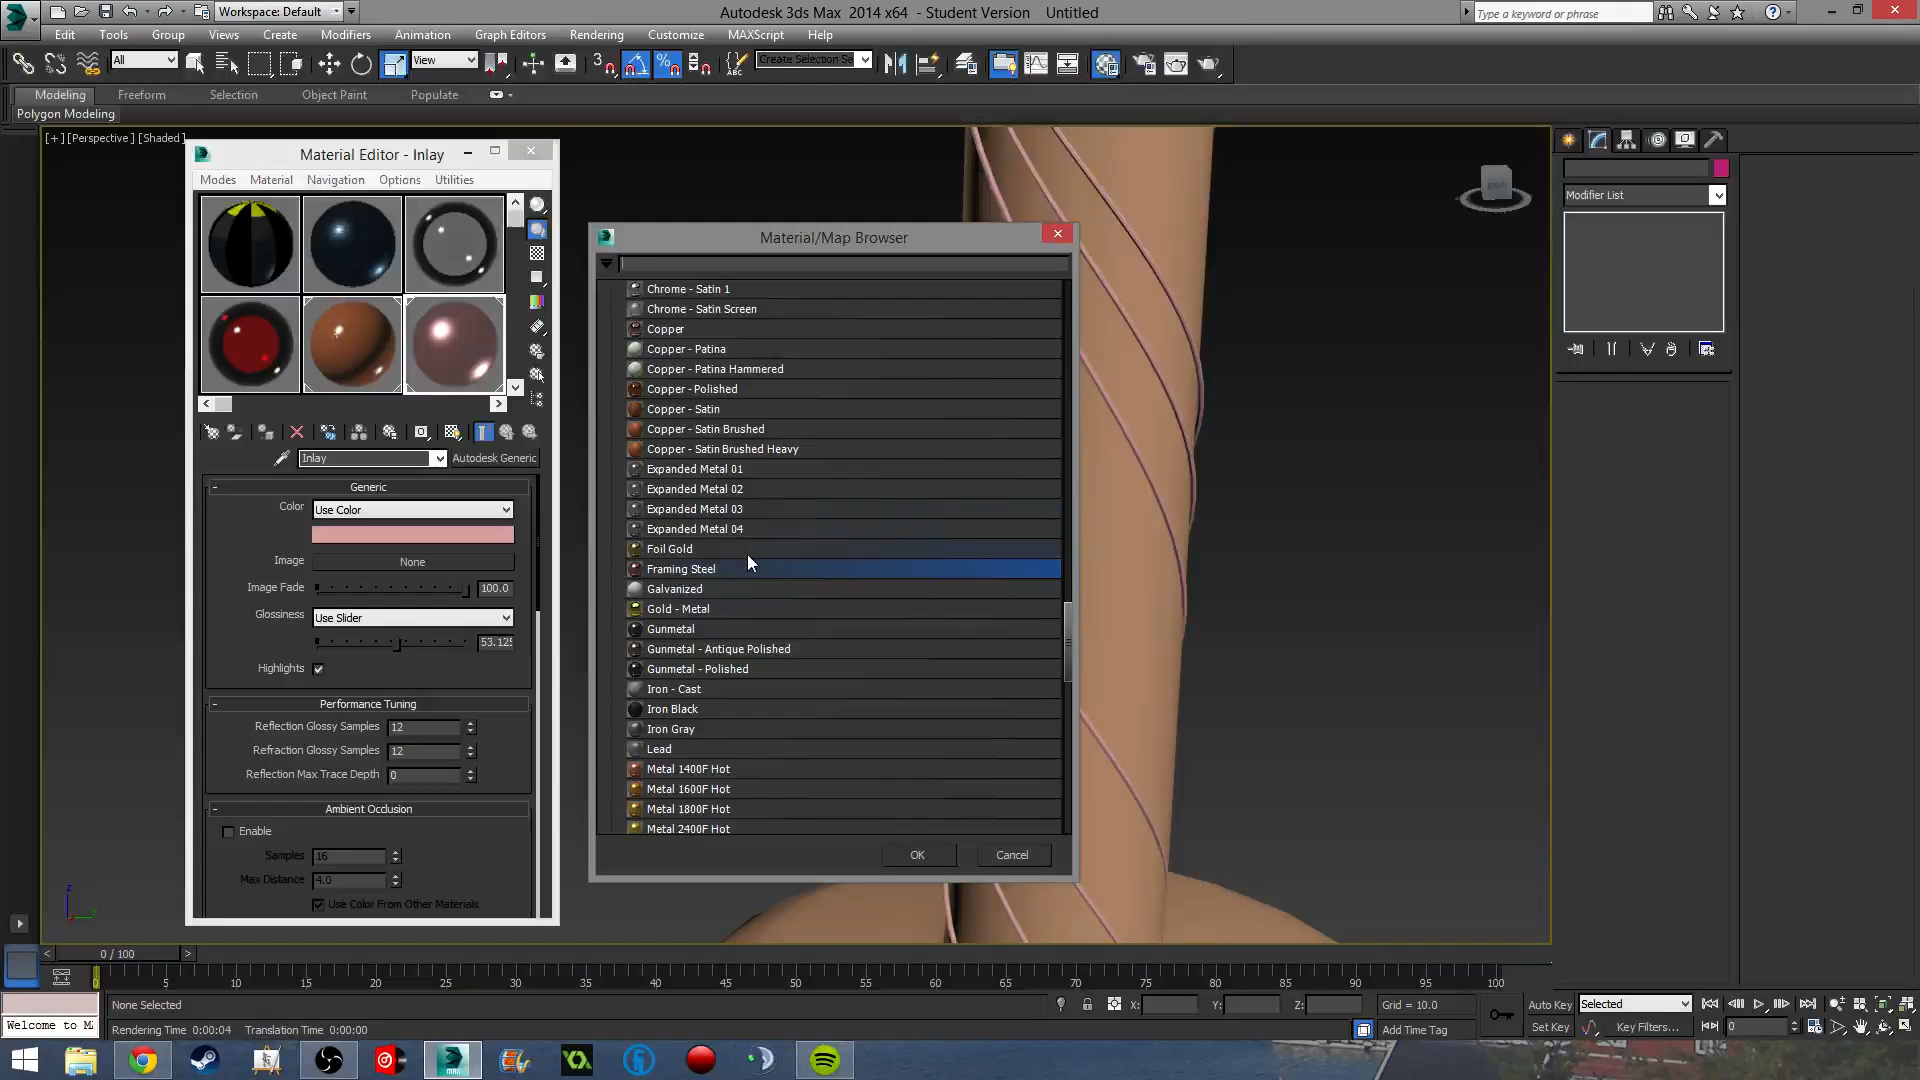 Workspace: Default
Autodesk 3ds Max 2014 x64 - Student Version Untitled
Type a keyword or phrase
Edit Tools Group Views Create Modifiers Animation Graph Editors Rendering Customize MAXScript Help
All
View
3
%
ABC
Create Selection Se
Modeling Freeform Selection Object Paint Populate
Polygon Modeling
[+] [Perspective] [Shaded]
Material Editor - Inlay
Modes Material Navigation Options Utilities
Inlay
Autodesk Generic
Generic
Color
Use Color
Image
None
Image Fade
100.0
Glossiness
Use Slider
53.125
Highlights
Performance Tuning
Reflection Glossy Samples
12
Refraction Glossy Samples
12
Reflection Max Trace Depth
0
Ambient Occlusion
Enable
Samples
16
Max Distance
4.0
Use Color From Other Materials
Material/Map Browser
Chrome - Satin 1
Chrome - Satin Screen
Copper
Copper - Patina
Copper - Patina Hammered
Copper - Polished
Copper - Satin
Copper - Satin Brushed
Copper - Satin Brushed Heavy
Expanded Metal 01
Expanded Metal 02
Expanded Metal 03
Expanded Metal 04
Foil Gold
Framing Steel
Galvanized
Gold - Metal
Gunmetal
Gunmetal - Antique Polished
Gunmetal - Polished
Iron - Cast
Iron Black
Iron Gray
Lead
Metal 1400F Hot
Metal 1600F Hot
Metal 1800F Hot
Metal 2400F Hot
OK
Cancel
Modifier List
z
y
0 / 100
0 5 10 15 20 25 30 35 40 45 50 55 60 65 70 75 80 85 90 95 100
None Selected
X:
Y:
Z:
Grid = 10.0
Auto Key
Selected
Welcome to M
Rendering Time 0:00:04 Translation Time 0:00:00
Add Time Tag
Set Key
Key Filters...
0
MAX